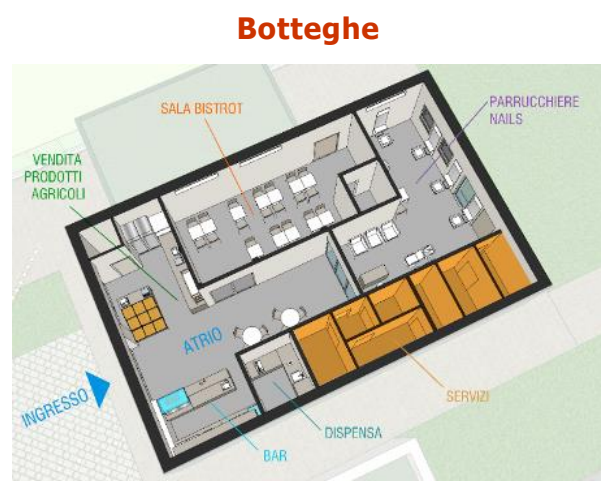 Botteghe
SALA BISTROT
PARRUCCHIERE
NAILS
VENDITA
PRODOTTI
AGRICOLI
ATRIO
INGRESSO
SERVIZI
DISPENSA
BAR